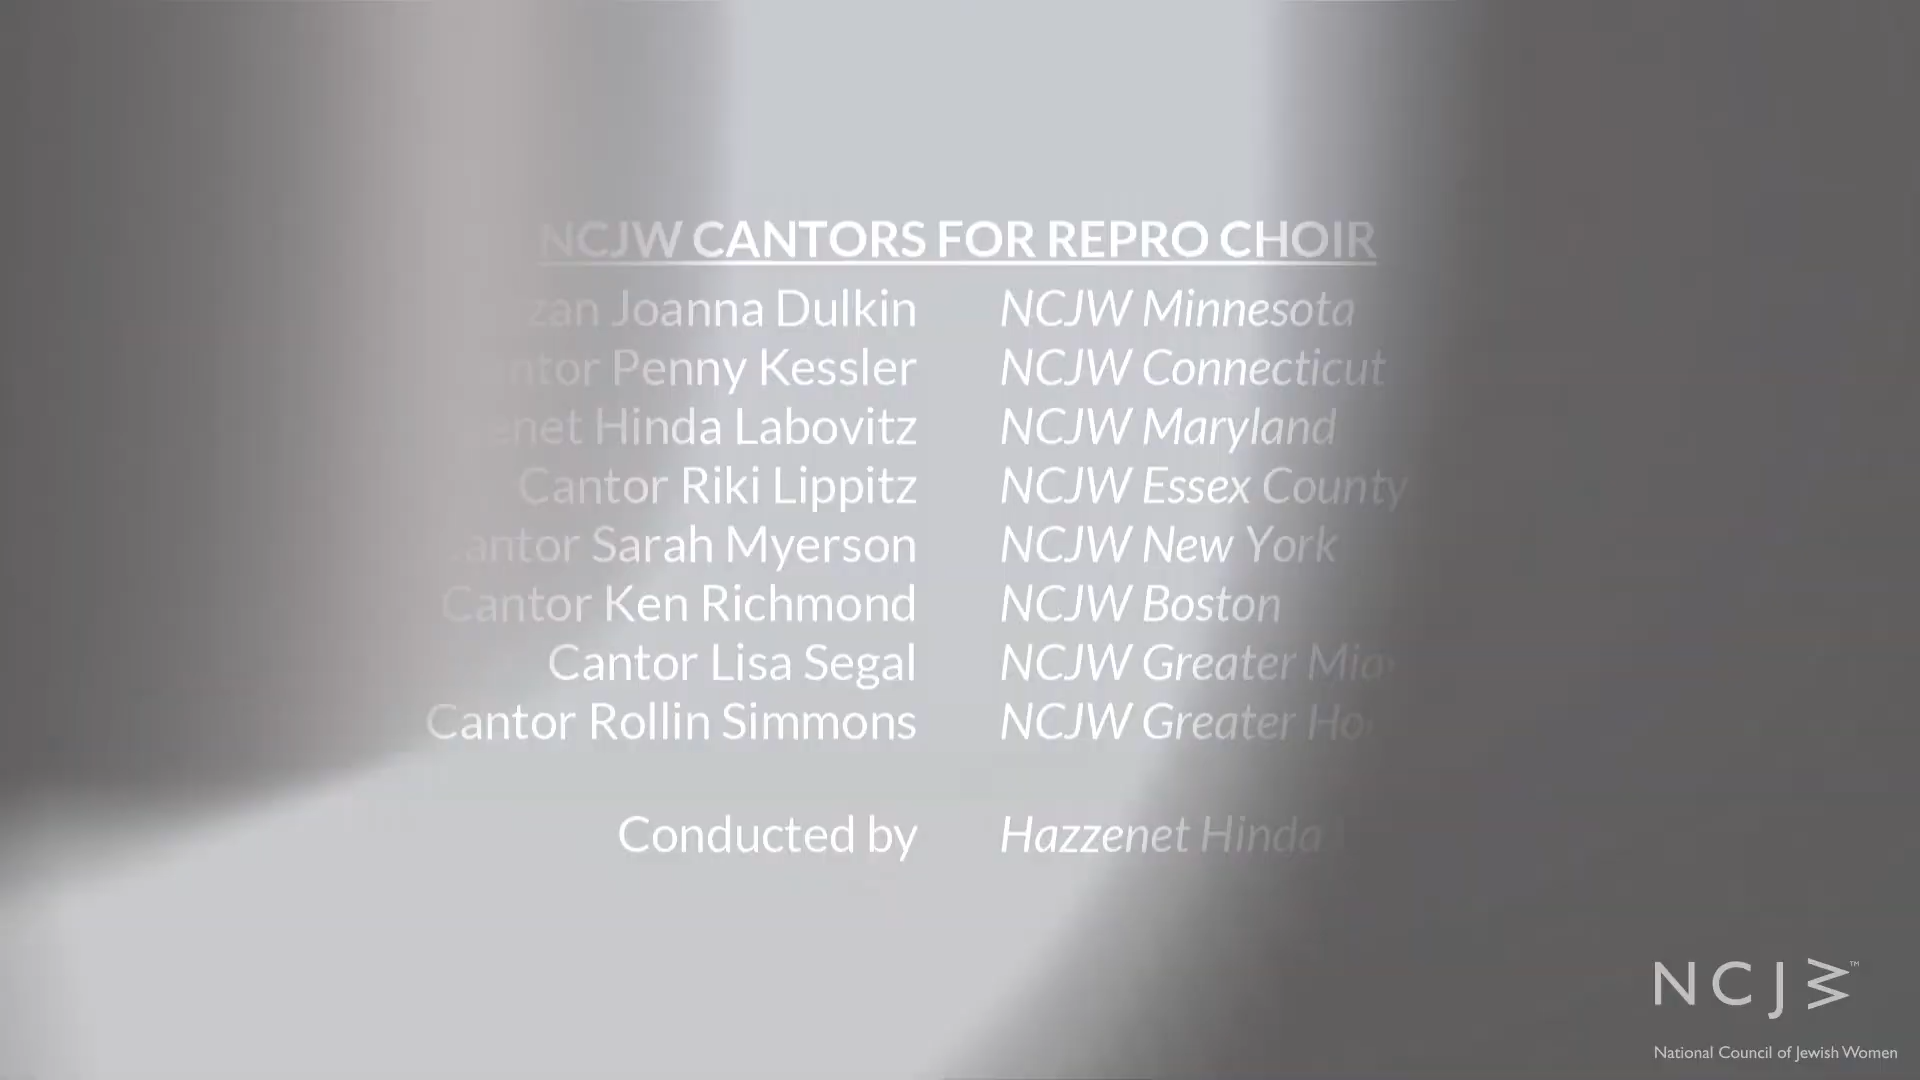 NCJW CANTORS FOR REPRO CHOIR
Joanna Dulkin NCJW Minnesota
Penny Kessler NCJW Connecticut
Hinda Labovitz NCJW Maryland
Cantor Riki Lippitz NCJW Essex County
Cantor Sarah Myerson NCJW New York
Cantor Ken Richmond NCJW Boston
Cantor Lisa Segal NCJW Greater
Cantor Rollin Simmons NCJW Greater
Conducted by Hazzenet Hinda
NCJW™
National Council of Jewish Women